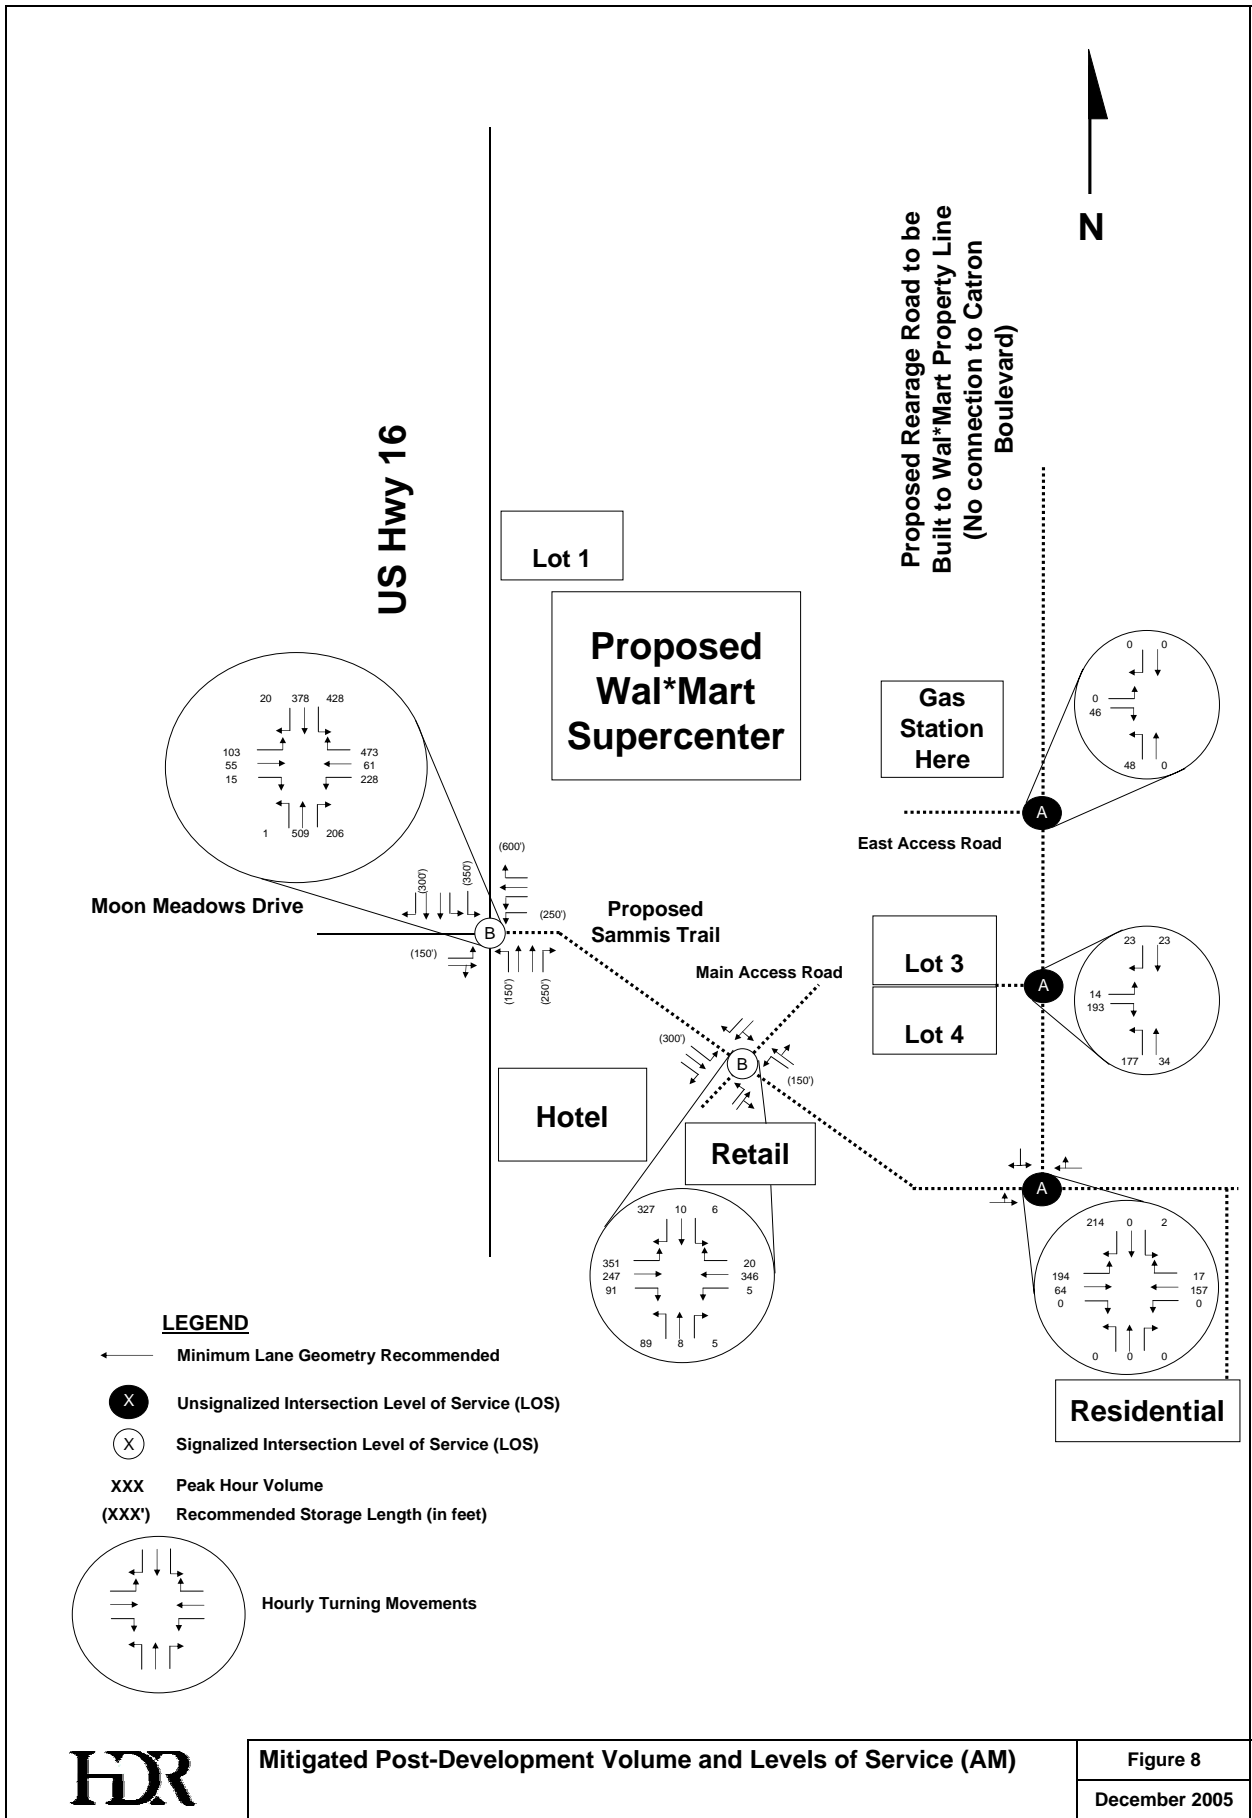 N
Proposed Rearage Road to be
Built to Wal*Mart Property Line
(No connection to Catron
Boulevard)
US Hwy 16
Lot 1
Proposed
Wal*Mart
Supercenter
Gas
Station
Here
0 0
0
46
48 0
A
East Access Road
20 378 428
103
55
15
473
61
228
1 509 206
(600')
(300')
(350')
Moon Meadows Drive
B
(250')
(150')
(150')
(250')
Proposed
Sammis Trail
Main Access Road
Lot 3
Lot 4
A
23 23
14
193
177 34
(300')
B
(150')
Hotel
Retail
A
327 10 6
351
247
91
20
346
5
89 8 5
214 0 2
194
64
0
17
157
0
0 0 0
Residential
LEGEND
Minimum Lane Geometry Recommended
X Unsignalized Intersection Level of Service (LOS)
X Signalized Intersection Level of Service (LOS)
XXX Peak Hour Volume
(XXX') Recommended Storage Length (in feet)
Hourly Turning Movements
HDR
Mitigated Post-Development Volume and Levels of Service (AM)
Figure 8
December 2005